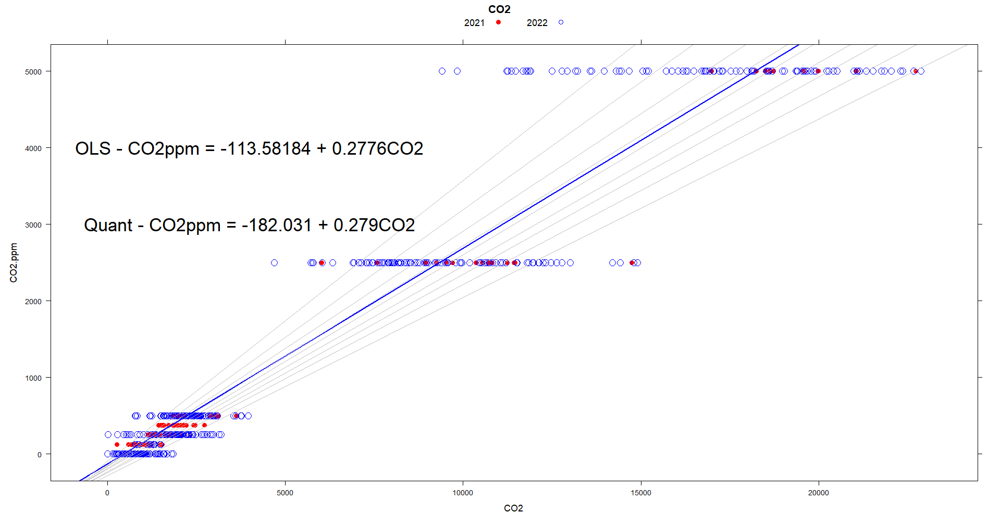 CO2
2021 2022
5000
4000
OLS - CO2ppm = -113.58184 + 0.2776CO2
3000
Quant - CO2ppm = -182.031 + 0.279CO2
CO2.ppm
2000
1000
0
0 5000 10000 15000 20000
CO2